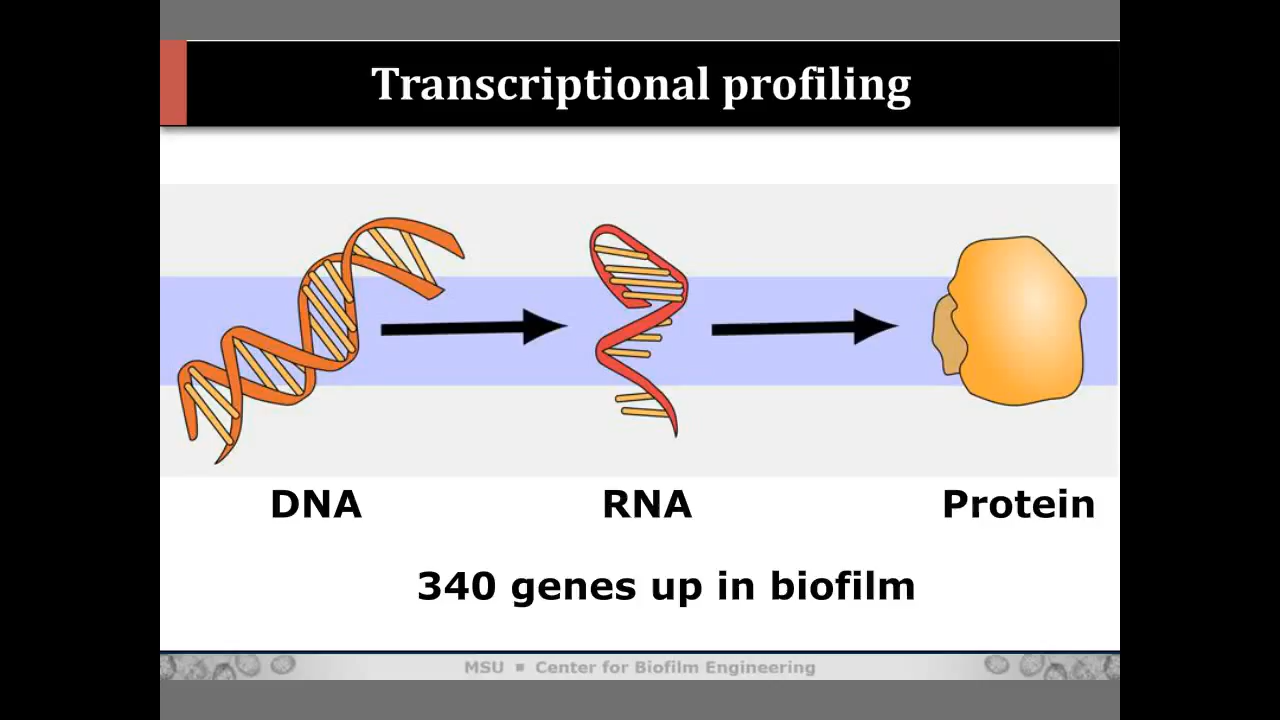 Transcriptional profiling
DNA
RNA
Protein
340 genes up in biofilm
MSU ▪ Center for Biofilm Engineering